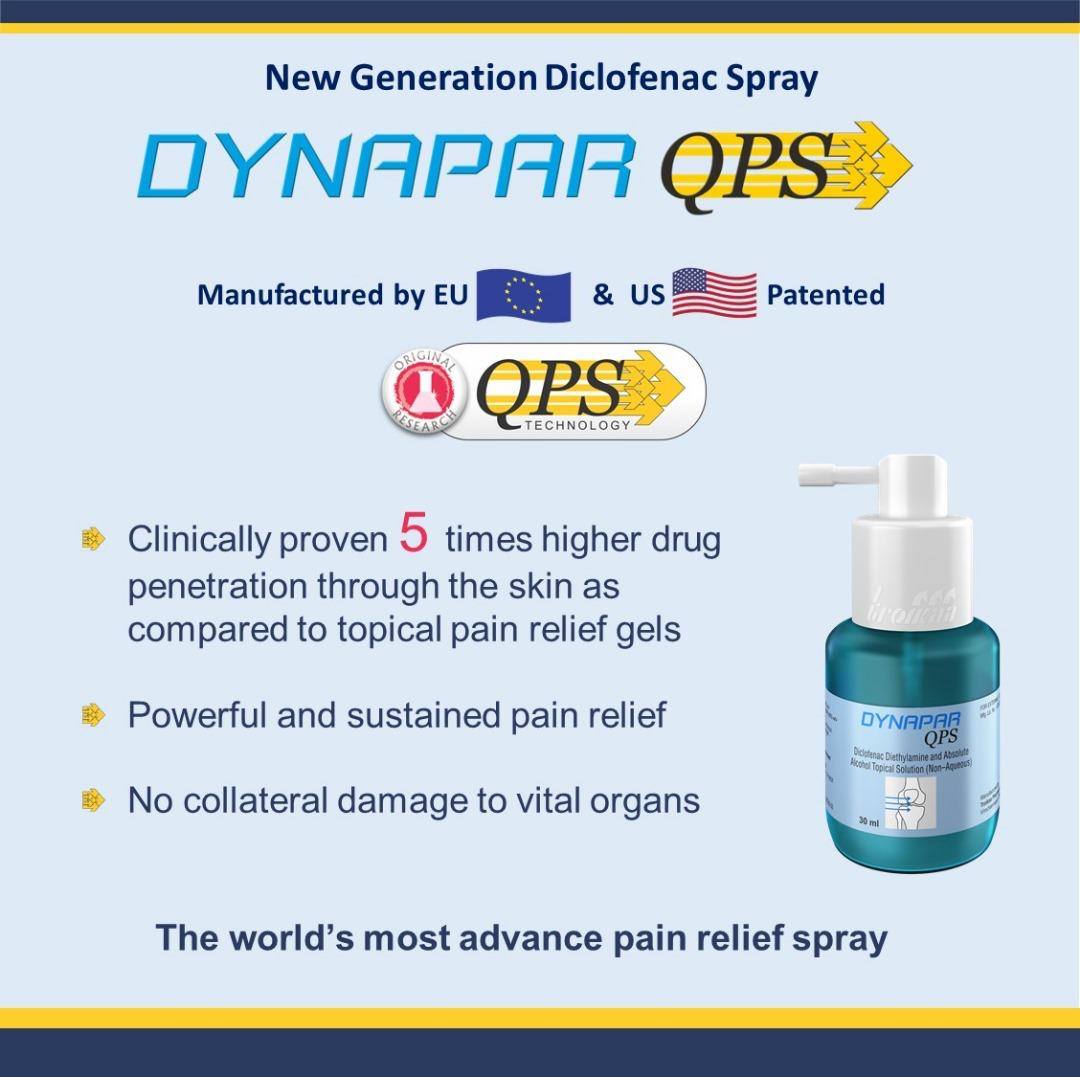 New Generation Diclofenac Spray
DYNAPAR QPS
Manufactured by EU & US Patented
ORIGINAL RESEARCH
QPS
TECHNOLOGY
Clinically proven 5 times higher drug
penetration through the skin as
compared to topical pain relief gels
Powerful and sustained pain relief
No collateral damage to vital organs
troikaa
DYNAPAR
QPS
Diclofenac Diethylamine and Absolute
Alcohol Topical Solution (Non-Aqueous)
30 ml
The world's most advance pain relief spray